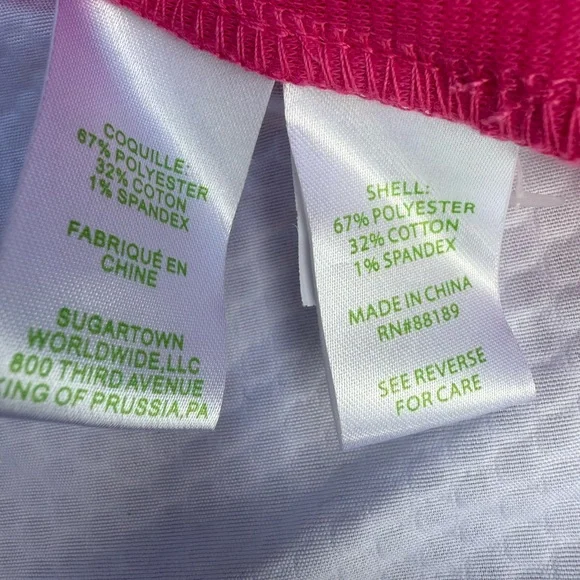 COQUILLE:
67% POLYESTER
32% COTTON
1% SPANDEX
FABRIQUÉ EN
CHINE
SUGARTOWN
WORLDWIDE,LLC
800 THIRD AVENUE
KING OF PRUSSIA,PA
SHELL:
67% POLYESTER
32% COTTON
1% SPANDEX
MADE IN CHINA
RN#88189
SEE REVERSE
FOR CARE